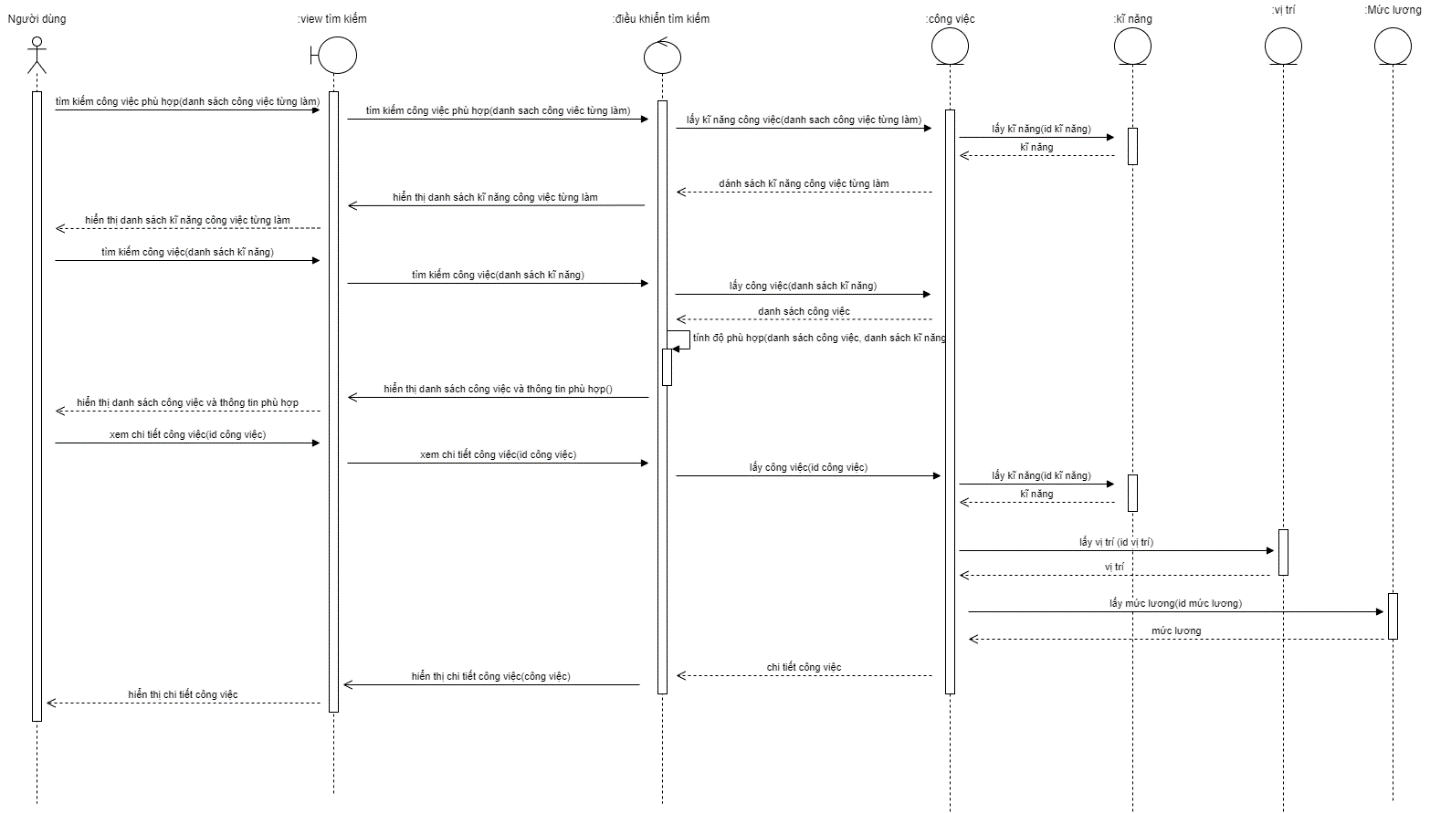 Người dùng
:view tìm kiếm
:điều khiển tìm kiếm
:công việc
:kĩ năng
:vị trí
:Mức lương
tìm kiếm công việc phù hợp(danh sách công việc từng làm)
tìm kiếm công việc phù hợp(danh sach công việc từng làm)
lấy kĩ năng công việc(danh sach công việc từng làm)
lấy kĩ năng(id kĩ năng)
kĩ năng
dánh sách kĩ năng công việc từng làm
hiển thị danh sách kĩ năng công việc từng làm
hiển thị danh sách kĩ năng công việc từng làm
tìm kiếm công việc(danh sách kĩ năng)
tìm kiếm công việc(danh sách kĩ năng)
lấy công việc(danh sách kĩ năng)
danh sách công việc
tính độ phù hợp(danh sách công việc, danh sách kĩ năng
hiển thị danh sách công việc và thông tin phù hợp()
hiển thị danh sách công việc và thông tin phù hợp
xem chi tiết công việc(id công việc)
xem chi tiết công việc(id công việc)
lấy công việc(id công việc)
lấy kĩ năng(id kĩ năng)
kĩ năng
lấy vị trí (id vị trí)
vị trí
lấy mức lương(id mức lương)
mức lương
chi tiết công việc
hiển thị chi tiết công việc(công việc)
hiển thị chi tiết công việc